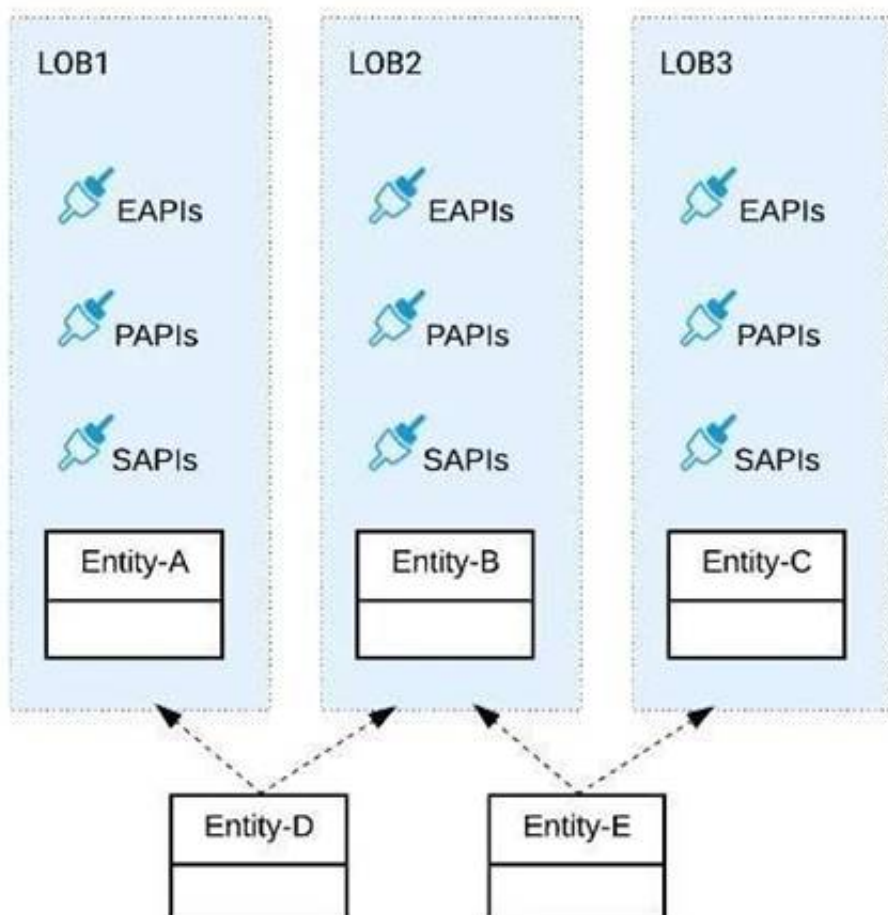 LOB1
LOB2
LOB3
EAPIs
EAPIs
EAPIs
PAPIs
PAPIs
PAPIs
SAPIs
SAPIs
SAPIs
Entity-A
Entity-B
Entity-C
Entity-D
Entity-E